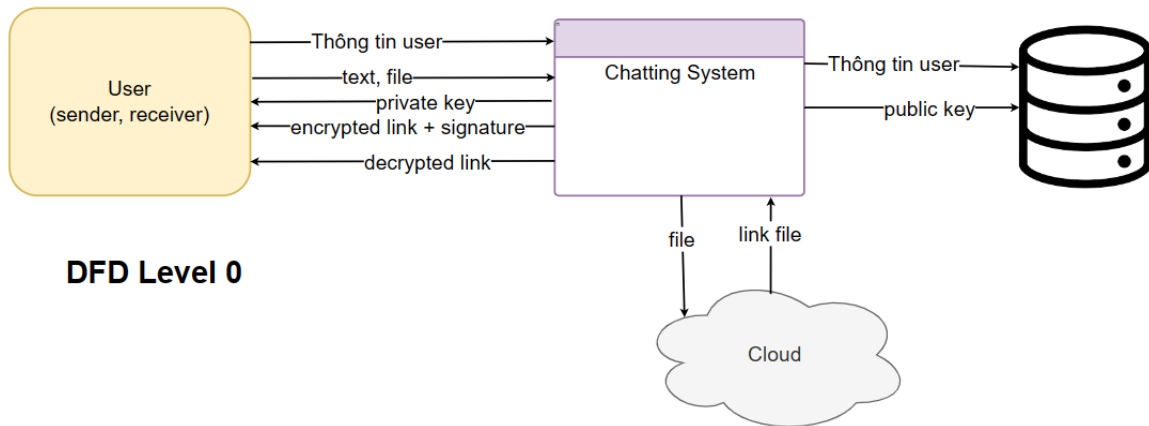 Thông tin user
text, file
private key
encrypted link + signature
decrypted link
User
(sender, receiver)
Chatting System
Thông tin user
public key
file
link file
DFD Level 0
Cloud